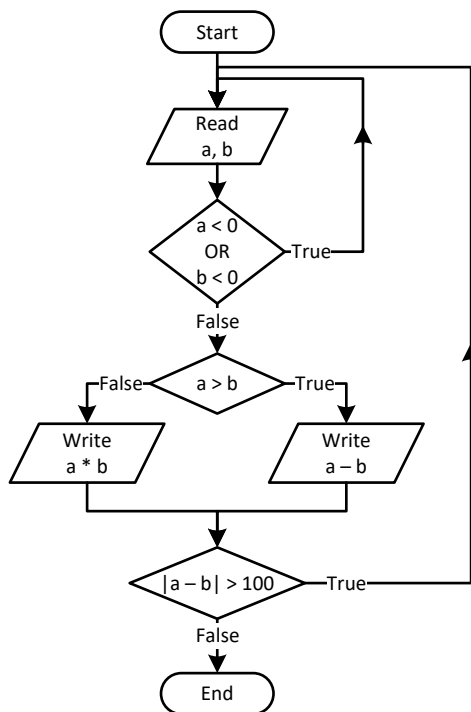 Start
Read
a, b
a < 0
OR
b < 0
True
False
a > b
False
True
Write
a * b
Write
a – b
|a – b| > 100
True
False
End